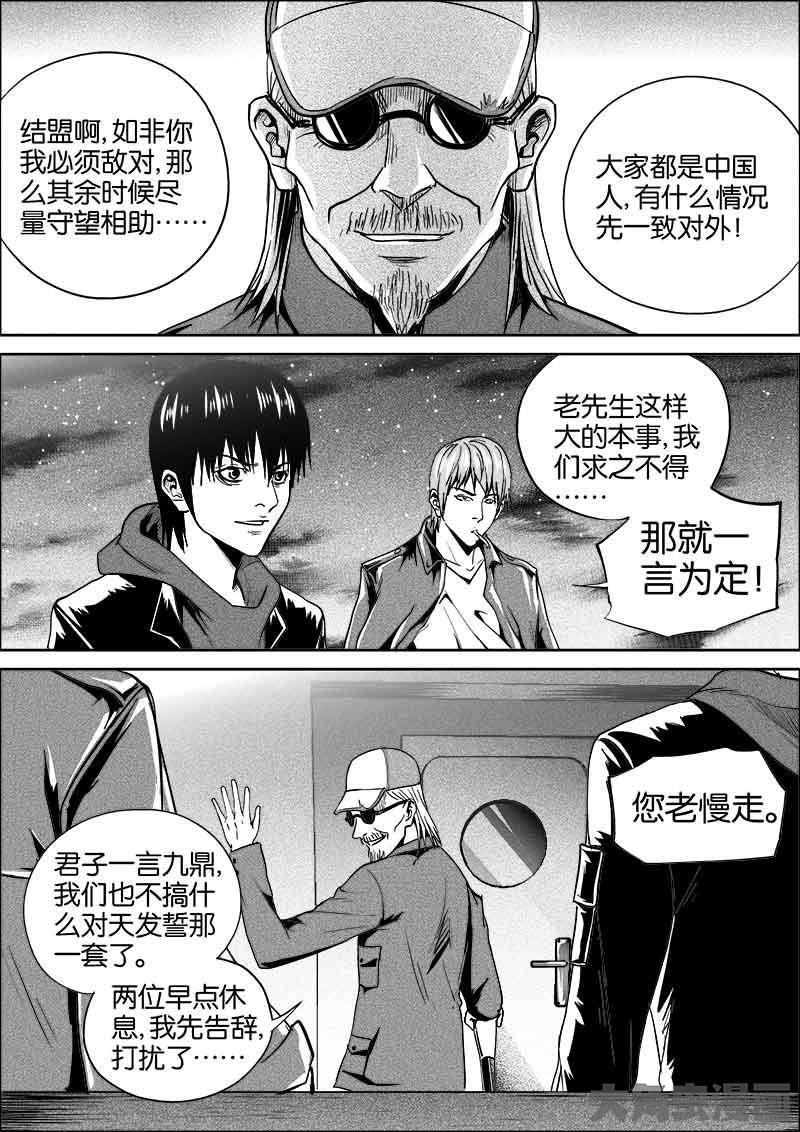 结盟啊,如非你
我必须敌对,那
么其余时候尽
量守望相助……
大家都是中国
人,有什么情况
先一致对外!
老先生这样
大的本事,我
们求之不得
……
那就一
言为定!
您老慢走。
君子一言九鼎,
我们也不搞什
么对天发誓那
一套了。
两位早点休
息,我先告辞,
打扰了……
大角虫漫画